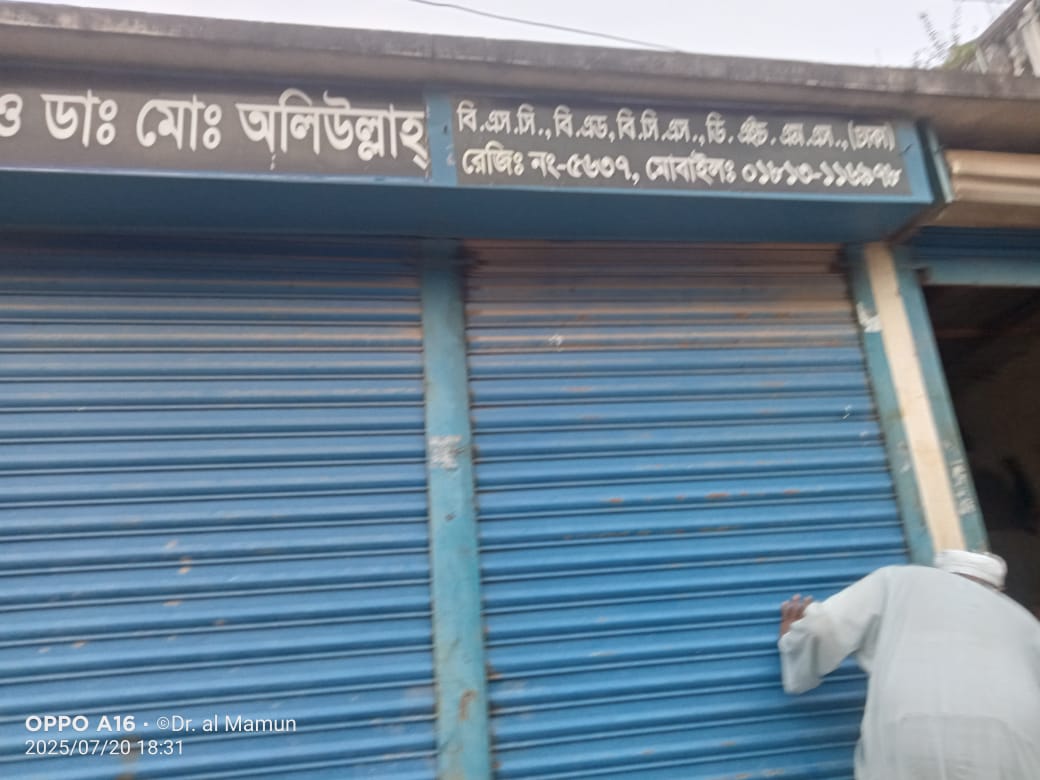 ও ডাঃ মোঃ অলিউল্লাহ্
বি.এস.সি., বি.এড, বি.সি.এস., ডি. এইচ. এম.এস., (ঢাকা)
রেজিঃ নং-৫৬৩৭, মোবাইলঃ ০১৮১৩-১১৬৯৭৮
OPPO A16 · ©Dr. al Mamun
2025/07/20 18:31